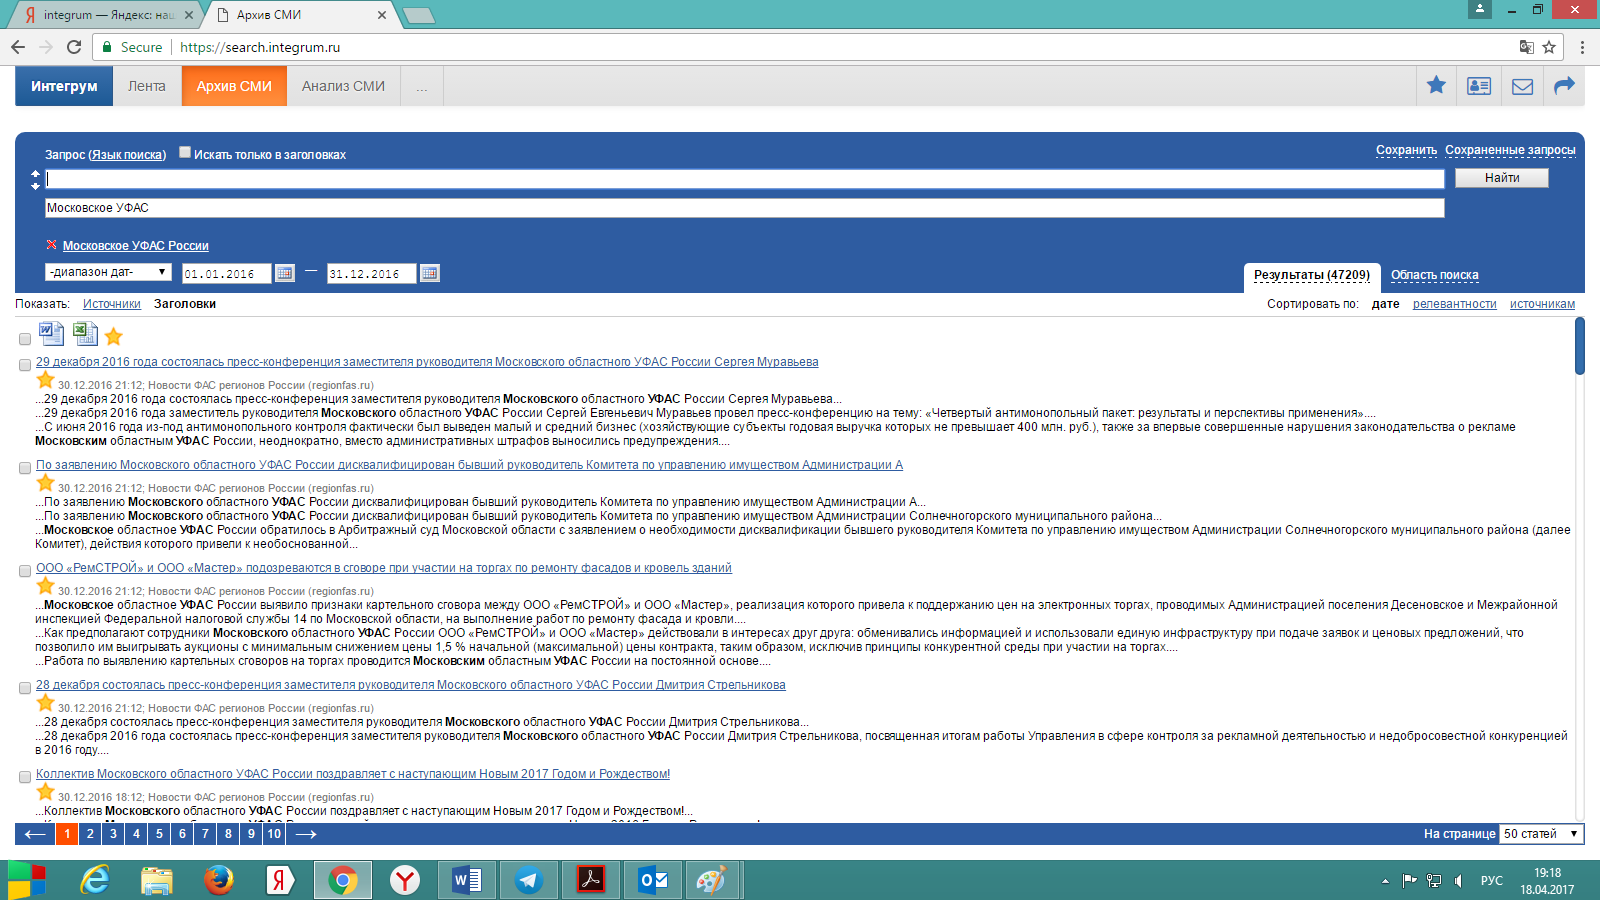 integrum — Яндекс: наш
Архив СМИ
Secure https://search.integrum.ru
Интегрум Лента Архив СМИ Анализ СМИ ...
Запрос (Язык поиска) Искать только в заголовках
Сохранить Сохраненные запросы
Найти
Московское УФАС
Московское УФАС России
-диапазон дат- 01.01.2016 — 31.12.2016
Результаты (47209) Область поиска
Показать: Источники Заголовки
Сортировать по: дате релевантности источникам
29 декабря 2016 года состоялась пресс-конференция заместителя руководителя Московского областного УФАС России Сергея Муравьева
30.12.2016 21:12; Новости ФАС регионов России (regionfas.ru)
...29 декабря 2016 года состоялась пресс-конференция заместителя руководителя Московского областного УФАС России Сергея Муравьева...
...29 декабря 2016 года заместитель руководителя Московского областного УФАС России Сергей Евгеньевич Муравьев провел пресс-конференцию на тему: «Четвертый антимонопольный пакет: результаты и перспективы применения»....
...С июня 2016 года из-под антимонопольного контроля фактически был выведен малый и средний бизнес (хозяйствующие субъекты годовая выручка которых не превышает 400 млн. руб.), также за впервые совершенные нарушения законодательства о рекламе
Московским областным УФАС России, неоднократно, вместо административных штрафов выносились предупреждения....
По заявлению Московского областного УФАС России дисквалифицирован бывший руководитель Комитета по управлению имуществом Администрации А
30.12.2016 21:12; Новости ФАС регионов России (regionfas.ru)
...По заявлению Московского областного УФАС России дисквалифицирован бывший руководитель Комитета по управлению имуществом Администрации А...
...По заявлению Московского областного УФАС России дисквалифицирован бывший руководитель Комитета по управлению имуществом Администрации Солнечногорского муниципального района...
...Московское областное УФАС России обратилось в Арбитражный суд Московской области с заявлением о необходимости дисквалификации бывшего руководителя Комитета по управлению имуществом Администрации Солнечногорского муниципального района (далее
Комитет), действия которого привели к необоснованной...
ООО «РемСТРОЙ» и ООО «Мастер» подозреваются в сговоре при участии на торгах по ремонту фасадов и кровель зданий
30.12.2016 21:12; Новости ФАС регионов России (regionfas.ru)
...Московское областное УФАС России выявило признаки картельного сговора между ООО «РемСТРОЙ» и ООО «Мастер», реализация которого привела к поддержанию цен на электронных торгах, проводимых Администрацией поселения Десеновское и Межрайонной
инспекцией Федеральной налоговой службы 14 по Московской области, на выполнение работ по ремонту фасада и кровли....
...Как предполагают сотрудники Московского областного УФАС России ООО «РемСТРОЙ» и ООО «Мастер» действовали в интересах друг друга: обменивались информацией и использовали единую инфраструктуру при подаче заявок и ценовых предложений, что
позволило им выигрывать аукционы с минимальным снижением цены 1,5 % начальной (максимальной) цены контракта, таким образом, исключив принципы конкурентной среды при участии на торгах....
...Работа по выявлению картельных сговоров на торгах проводится Московским областным УФАС России на постоянной основе....
28 декабря состоялась пресс-конференция заместителя руководителя Московского областного УФАС России Дмитрия Стрельникова
30.12.2016 21:12; Новости ФАС регионов России (regionfas.ru)
...28 декабря состоялась пресс-конференция заместителя руководителя Московского областного УФАС России Дмитрия Стрельникова...
...28 декабря 2016 года состоялась пресс-конференция заместителя руководителя Московского областного УФАС России Дмитрия Стрельникова, посвященная итогам работы Управления в сфере контроля за рекламной деятельностью и недобросовестной конкуренцией
в 2016 году....
Коллектив Московского областного УФАС России поздравляет с наступающим Новым 2017 Годом и Рождеством!
30.12.2016 18:12; Новости ФАС регионов России (regionfas.ru)
...Коллектив Московского областного УФАС России поздравляет с наступающим Новым 2017 Годом и Рождеством!...
1 2 3 4 5 6 7 8 9 10
На странице 50 статей
РУС
19:18
18.04.2017